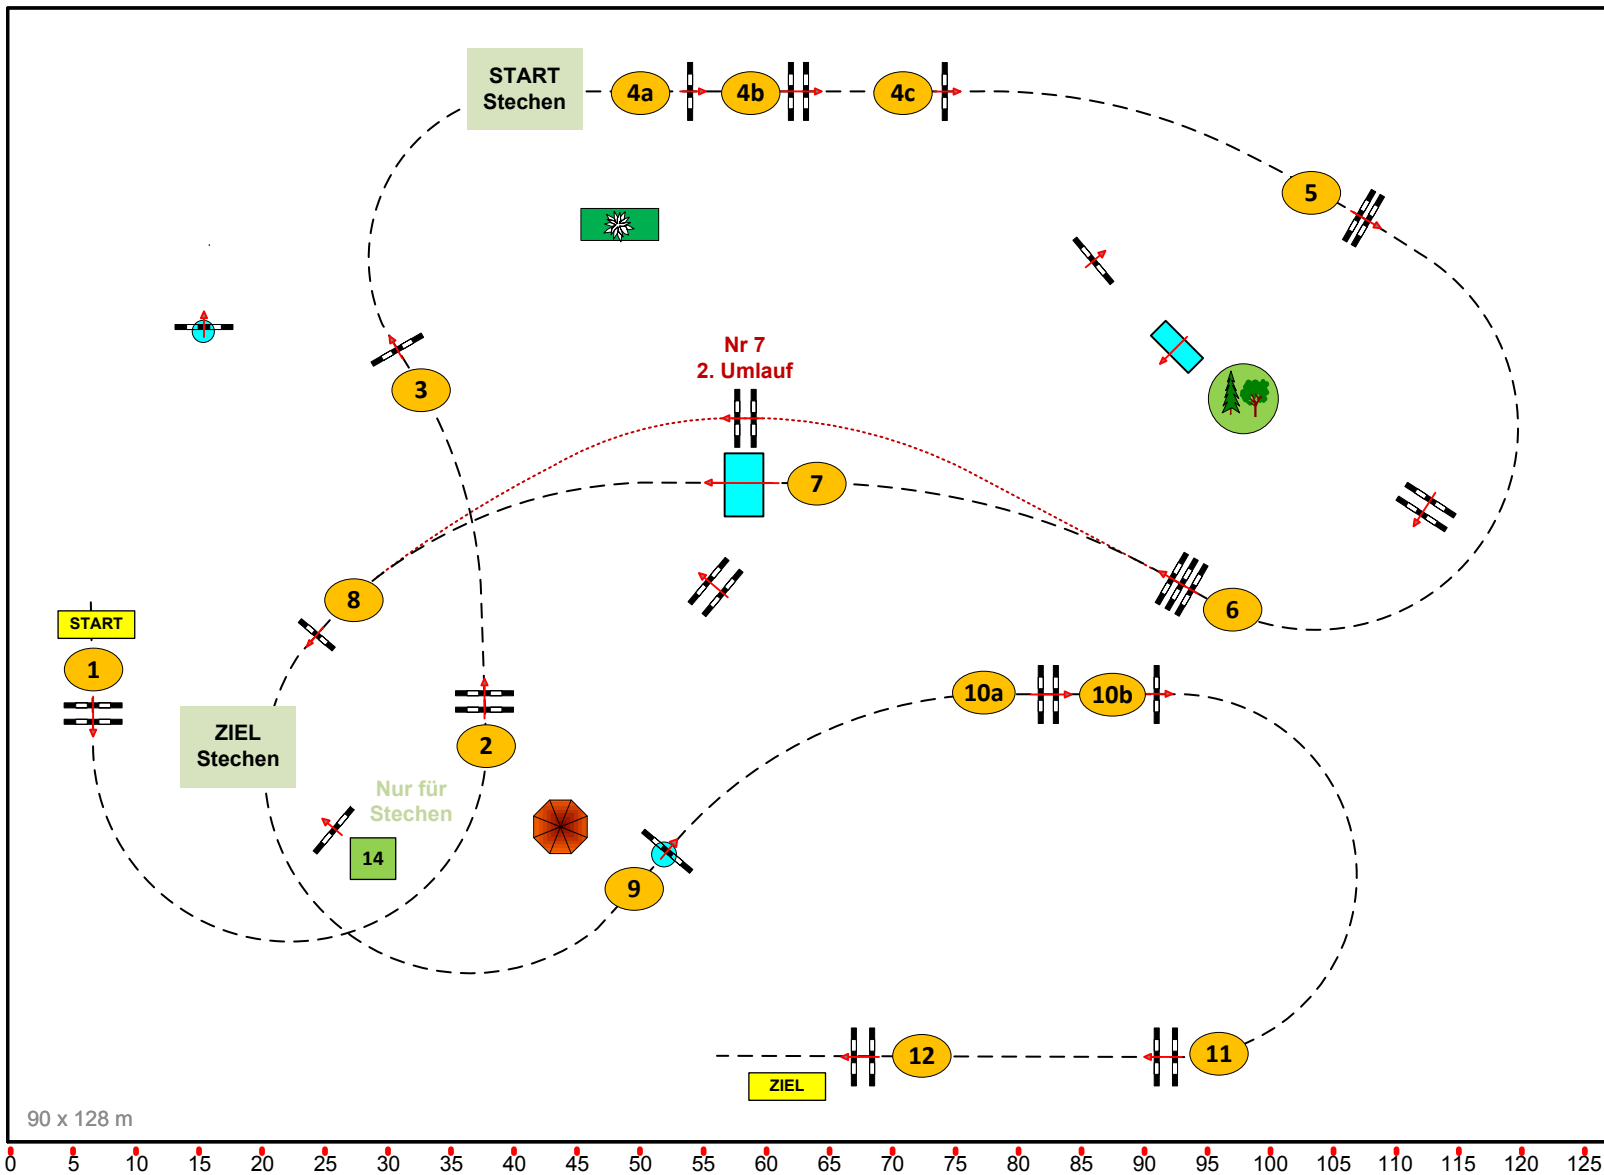 START
Stechen
4a
4b
4c
5
Nr 7
2. Umlauf
3
7
8
6
START
1
10a
10b
ZIEL
Stechen
2
Nur für
Stechen
14
9
12
11
ZIEL
90 x 128 m
0 5 10 15 20 25 30 35 40 45 50 55 60 65 70 75 80 85 90 95 100 105 110 115 120 125